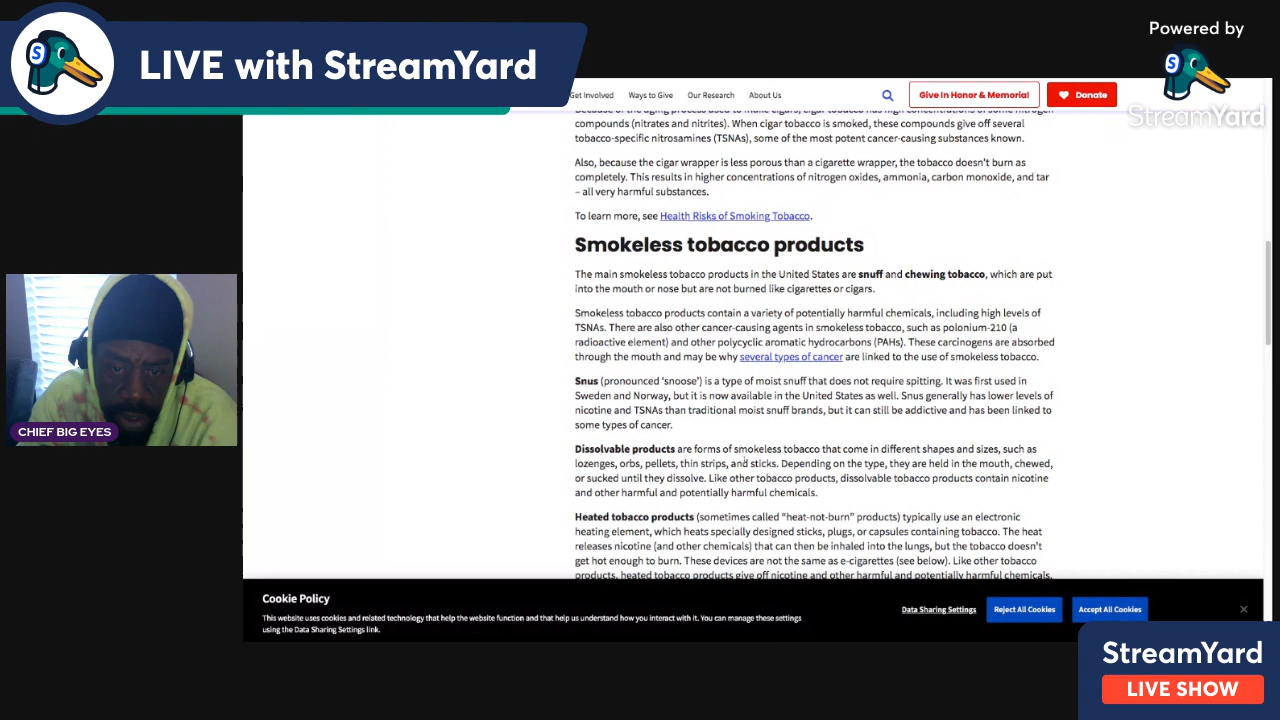 LIVE with StreamYard
Powered by
StreamYard
Get Involved
Ways to Give
Our Research
About Us
Give In Honor & Memorial
Donate
compounds (nitrates and nitrites). When cigar tobacco is smoked, these compounds give off several
tobacco-specific nitrosamines (TSNAs), some of the most potent cancer-causing substances known.
Also, because the cigar wrapper is less porous than a cigarette wrapper, the tobacco doesn't burn as
completely. This results in higher concentrations of nitrogen oxides, ammonia, carbon monoxide, and tar
– all very harmful substances.
To learn more, see Health Risks of Smoking Tobacco.
Smokeless tobacco products
The main smokeless tobacco products in the United States are snuff and chewing tobacco, which are put
into the mouth or nose but are not burned like cigarettes or cigars.
Smokeless tobacco products contain a variety of potentially harmful chemicals, including high levels of
TSNAs. There are also other cancer-causing agents in smokeless tobacco, such as polonium-210 (a
radioactive element) and other polycyclic aromatic hydrocarbons (PAHs). These carcinogens are absorbed
through the mouth and may be why several types of cancer are linked to the use of smokeless tobacco.
Snus (pronounced 'snoose') is a type of moist snuff that does not require spitting. It was first used in
Sweden and Norway, but it is now available in the United States as well. Snus generally has lower levels of
nicotine and TSNAs than traditional moist snuff brands, but it can still be addictive and has been linked to
some types of cancer.
Dissolvable products are forms of smokeless tobacco that come in different shapes and sizes, such as
lozenges, orbs, pellets, thin strips, and sticks. Depending on the type, they are held in the mouth, chewed,
or sucked until they dissolve. Like other tobacco products, dissolvable tobacco products contain nicotine
and other harmful and potentially harmful chemicals.
Heated tobacco products (sometimes called "heat-not-burn" products) typically use an electronic
heating element, which heats specially designed sticks, plugs, or capsules containing tobacco. The heat
releases nicotine (and other chemicals) that can then be inhaled into the lungs, but the tobacco doesn't
get hot enough to burn. These devices are not the same as e-cigarettes (see below). Like other tobacco
products, heated tobacco products give off nicotine and other harmful and potentially harmful chemicals.
CHIEF BIG EYES
Cookie Policy
This website uses cookies and related technology that help the website function and that help us understand how you interact with it. You can manage these settings
using the Data Sharing Settings link.
Data Sharing Settings
Reject All Cookies
Accept All Cookies
StreamYard
LIVE SHOW